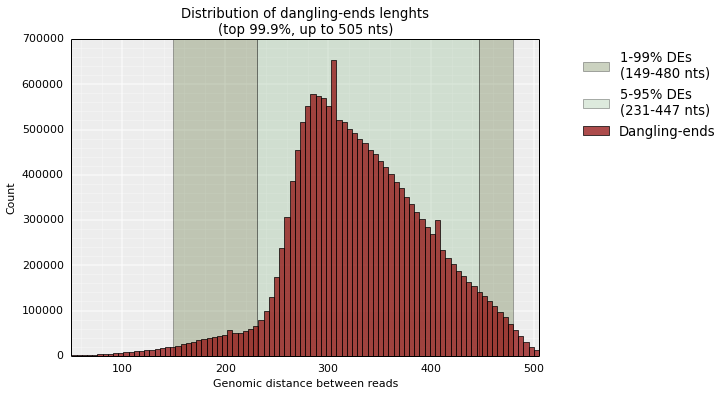 Distribution of dangling-ends lenghts
(top 99.9%, up to 505 nts)
700000
600000
500000
400000
300000
200000
100000
0
Count
100
200
300
400
500
Genomic distance between reads
1-99% DEs
(149-480 nts)
5-95% DEs
(231-447 nts)
Dangling-ends